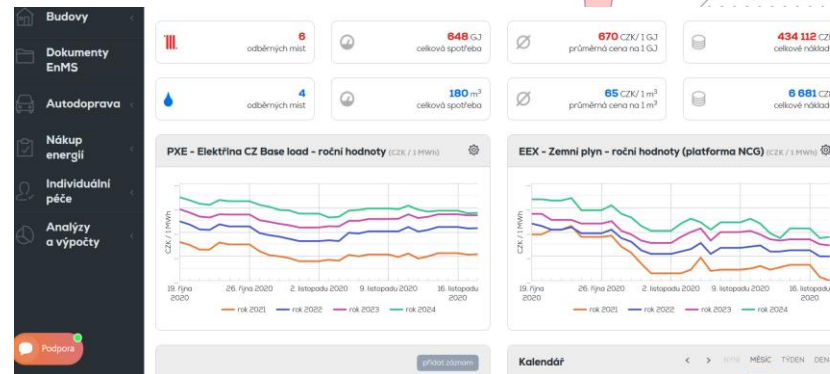 Budovy
Dokumenty
EnMS
Autodoprava
Nákup
energií
Individuální
péče
Analýzy
a výpočty
Podpora
6
odběrných míst
648 GJ
celková spotřeba
670 CZK/1 GJ
průměrná cena na 1 GJ
434 112 CZ
celkové náklad
4
odběrných míst
180 m³
celková spotřeba
65 CZK/1 m³
průměrná cena na 1 m³
6 681 CZ
celkové náklad
PXE - Elektřina CZ Base load - roční hodnoty (CZK / 1 MWh)
CZK / 1 MWh
19. října
2020
26. října 2020
2. listopadu 2020
9. listopadu 2020
16. listopadu
2020
rok 2021 rok 2022 rok 2023 rok 2024
EEX - Zemní plyn - roční hodnoty (platforma NCG) (CZK / 1 MWh)
CZK / 1 MWh
19. října
2020
26. října 2020
2. listopadu 2020
9. listopadu 2020
16. listopadu
2020
rok 2021 rok 2022 rok 2023 rok 2024
přidat záznam
Kalendář
< > NYNÍ MĚSÍC TÝDEN DEN